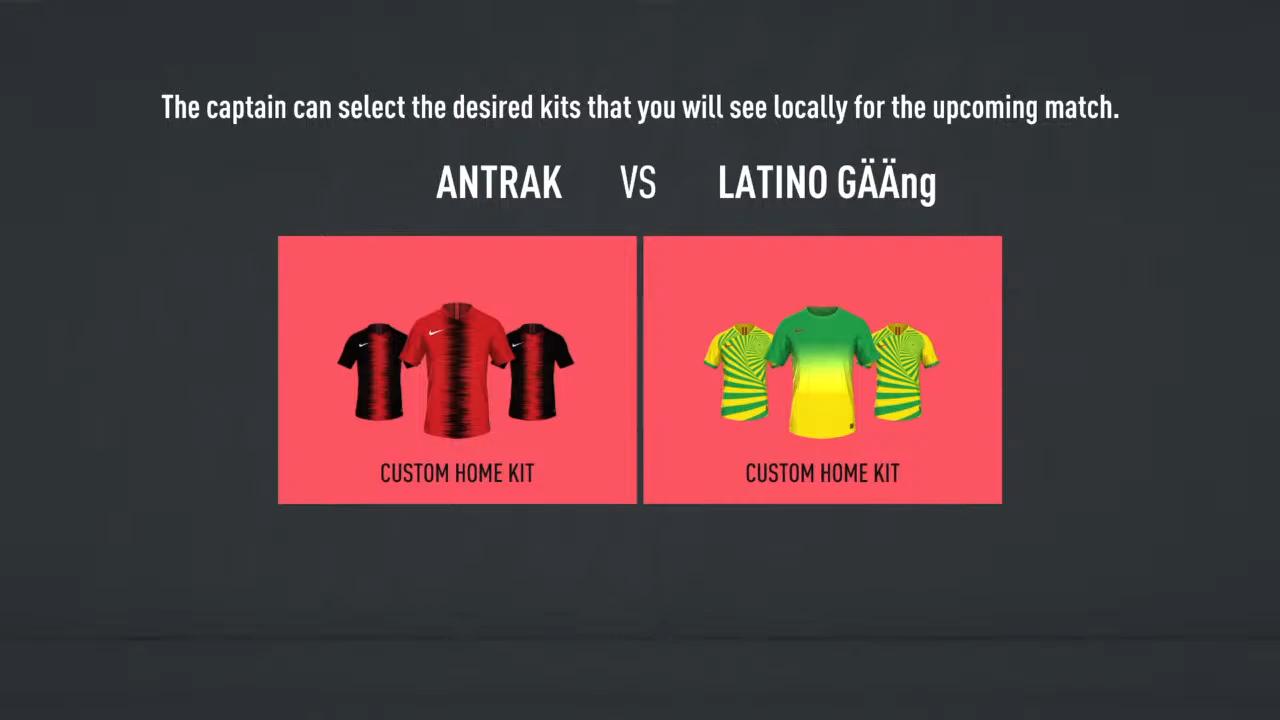 The captain can select the desired kits that you will see locally for the upcoming match.
ANTRAK VS LATINO GÄÄng
CUSTOM HOME KIT CUSTOM HOME KIT